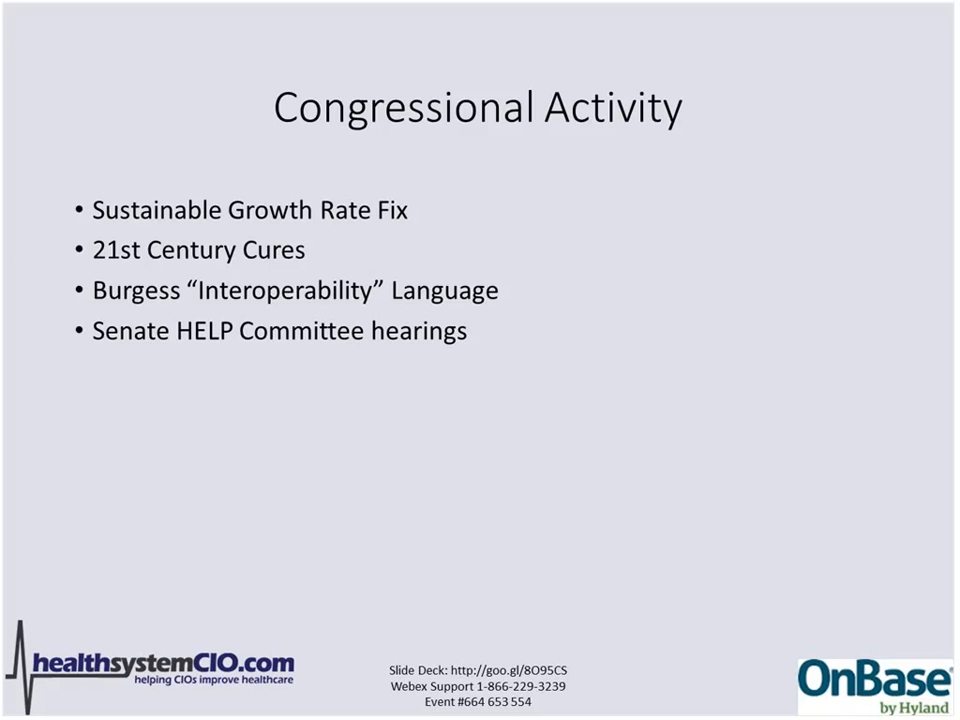 Congressional Activity
• Sustainable Growth Rate Fix
• 21st Century Cures
• Burgess “Interoperability” Language
• Senate HELP Committee hearings
healthsystemCIO.com
helping CIOs improve healthcare
Slide Deck: http://goo.gl/8O95CS
Webex Support 1-866-229-3239
Event #664 653 554
OnBase®
by Hyland